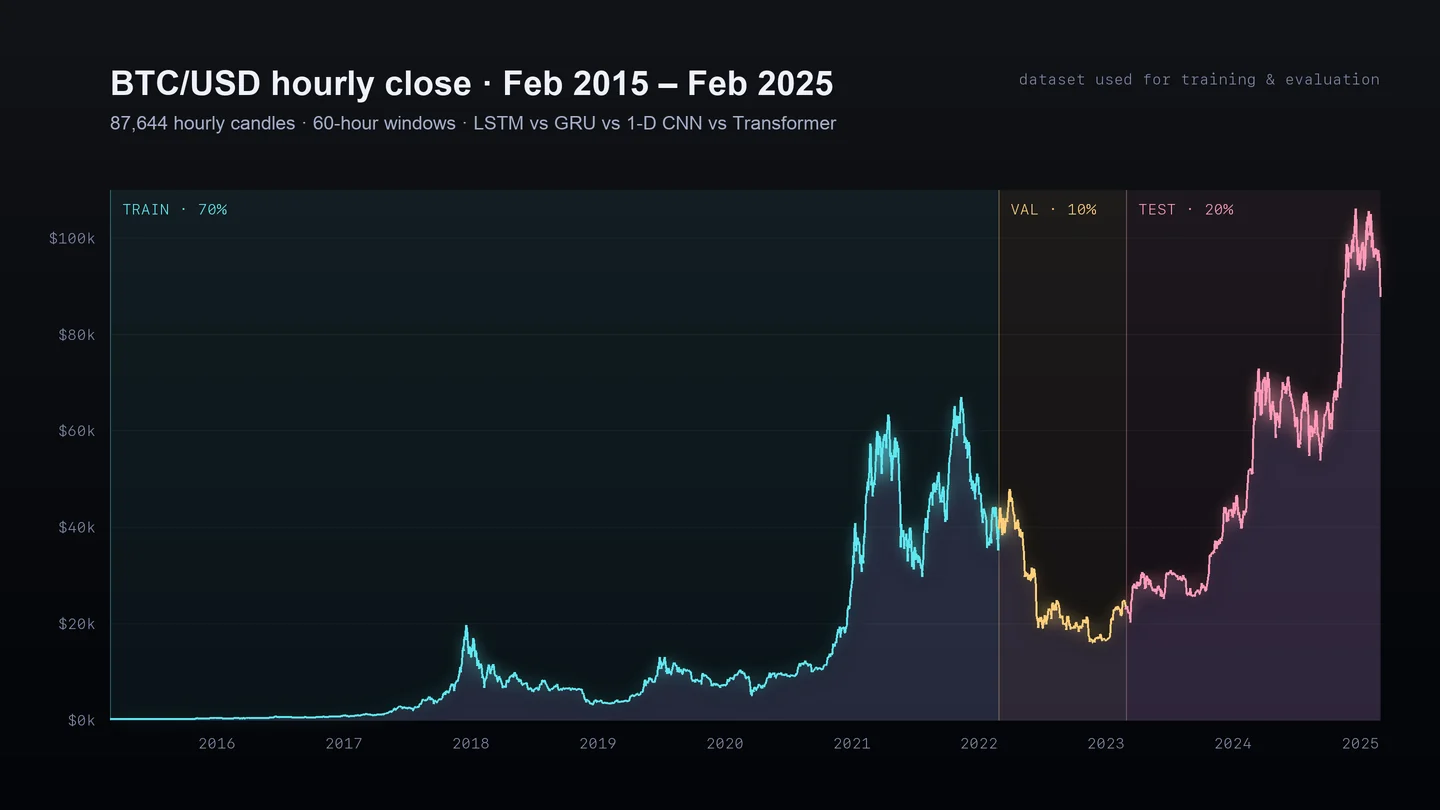 BTC/USD hourly close · Feb 2015 – Feb 2025
dataset used for training & evaluation
87,644 hourly candles · 60-hour windows · LSTM vs GRU vs 1-D CNN vs Transformer
TRAIN · 70%
VAL · 10%
TEST · 20%
$100k
$80k
$60k
$40k
$20k
$0k
2016
2017
2018
2019
2020
2021
2022
2023
2024
2025